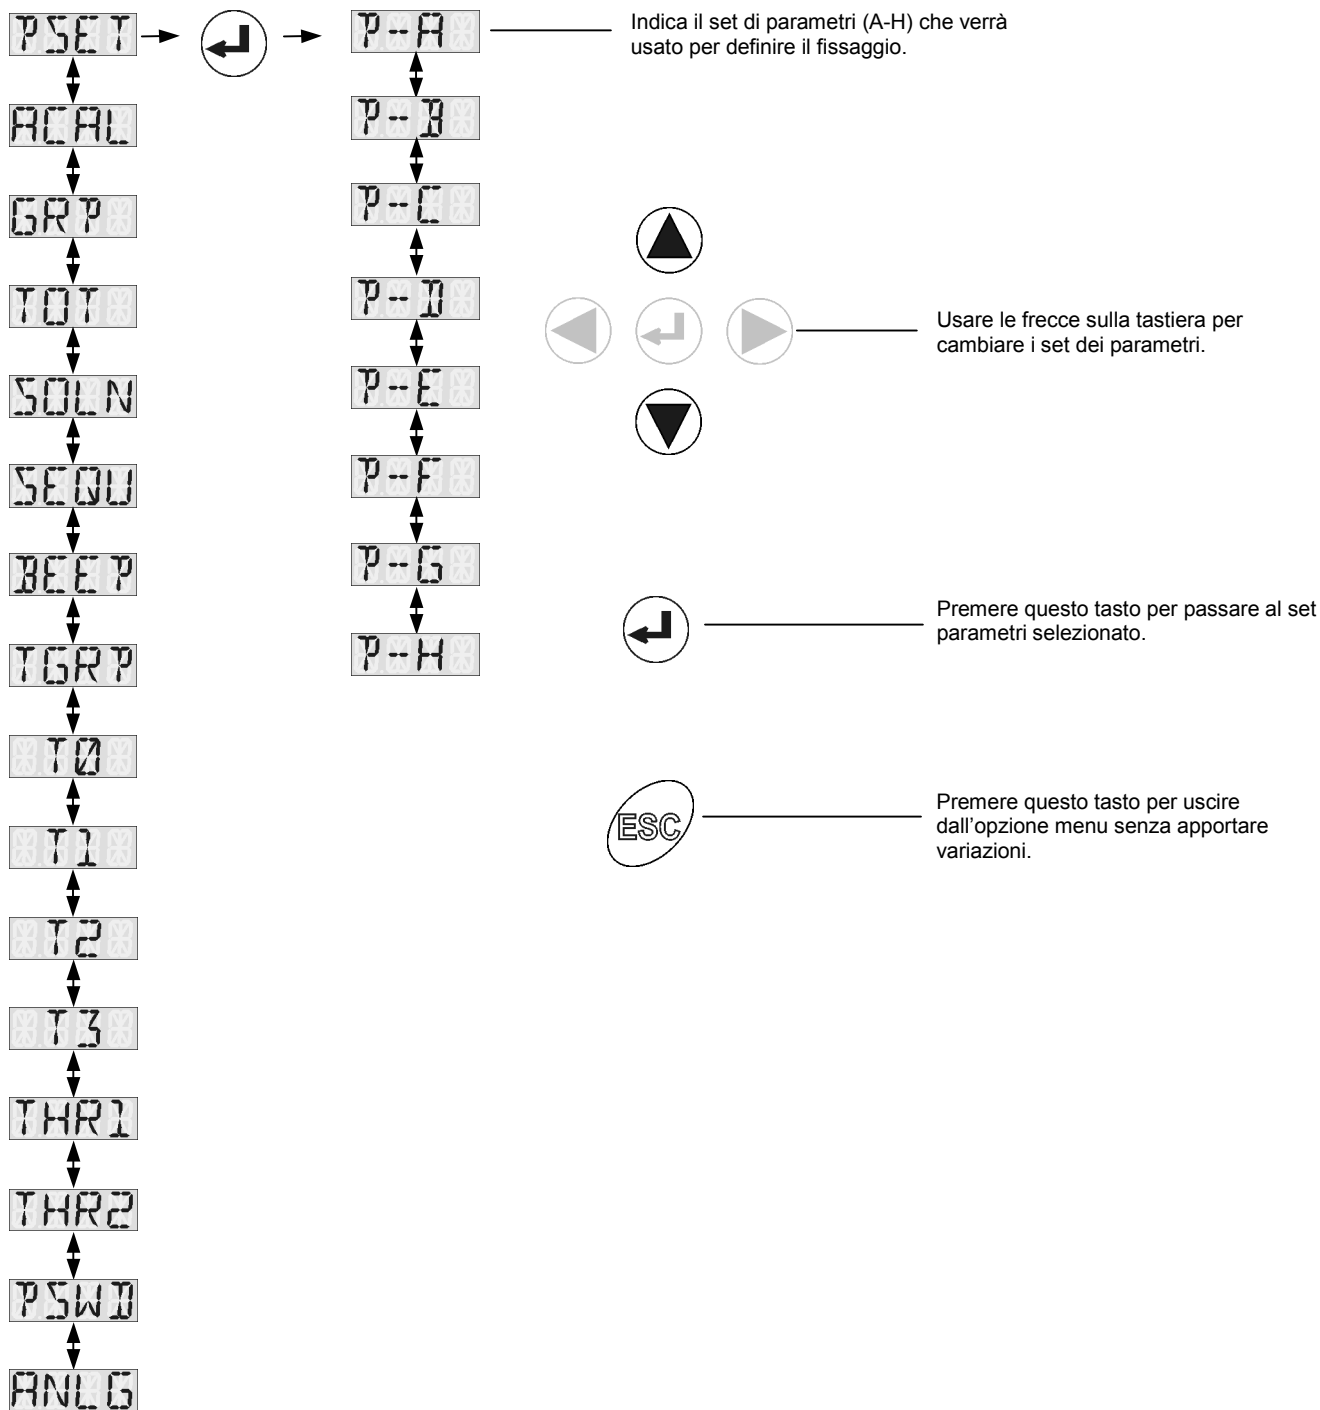 PSET
P-A
Indica il set di parametri (A-H) che verrà
usato per definire il fissaggio.
ACAL
P-B
GRP
P-C
TOT
P-D
Usare le frecce sulla tastiera per
cambiare i set dei parametri.
SOLN
P-E
SEQU
P-F
BEEP
P-G
TGRP
P-H
Premere questo tasto per passare al set
parametri selezionato.
T0
T1
ESC
Premere questo tasto per uscire
dall'opzione menu senza apportare
variazioni.
T2
T3
THR1
THR2
PSWD
ANLG